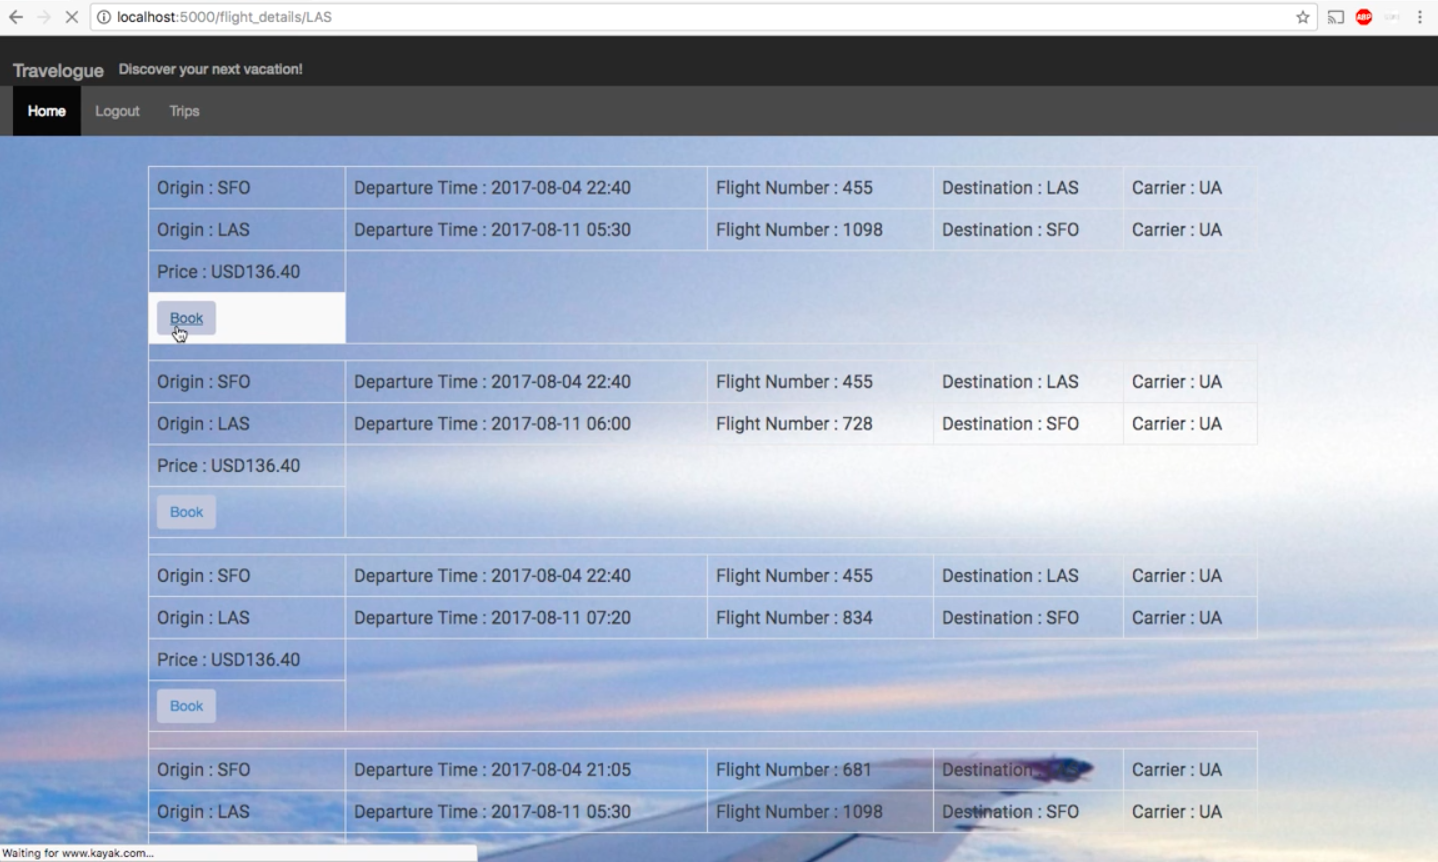 localhost:5000/flight_details/LAS
ABP
Travelogue Discover your next vacation!
Home Logout Trips
Origin : SFO Departure Time : 2017-08-04 22:40 Flight Number : 455 Destination : LAS Carrier : UA
Origin : LAS Departure Time : 2017-08-11 05:30 Flight Number : 1098 Destination : SFO Carrier : UA
Price : USD136.40
Book
Origin : SFO Departure Time : 2017-08-04 22:40 Flight Number : 455 Destination : LAS Carrier : UA
Origin : LAS Departure Time : 2017-08-11 06:00 Flight Number : 728 Destination : SFO Carrier : UA
Price : USD136.40
Book
Origin : SFO Departure Time : 2017-08-04 22:40 Flight Number : 455 Destination : LAS Carrier : UA
Origin : LAS Departure Time : 2017-08-11 07:20 Flight Number : 834 Destination : SFO Carrier : UA
Price : USD136.40
Book
Origin : SFO Departure Time : 2017-08-04 21:05 Flight Number : 681 Destination Carrier : UA
Origin : LAS Departure Time : 2017-08-11 05:30 Flight Number : 1098 Destination : SFO Carrier : UA
Waiting for www.kayak.com...